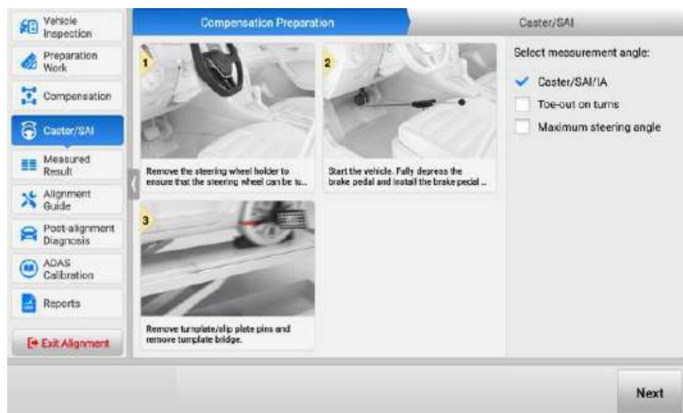 Vehicle
Inspection
Preparation
Work
Compensation
Caster/SAI
Measured
Result
Alignment
Guide
Post-alignment
Diagnosis
ADAS
Calibration
Reports
Exit Alignment
Compensation Preparation
Caster/SAI
1
Remove the steering wheel holder to
ensure that the steering wheel can be tu...
2
Start the vehicle. Fully depress the
brake pedal and install the brake pedal ...
3
Remove turnplate/slip plate pins and
remove turnplate bridge.
Select measurement angle:
Caster/SAI/IA
Toe-out on turns
Maximum steering angle
Next